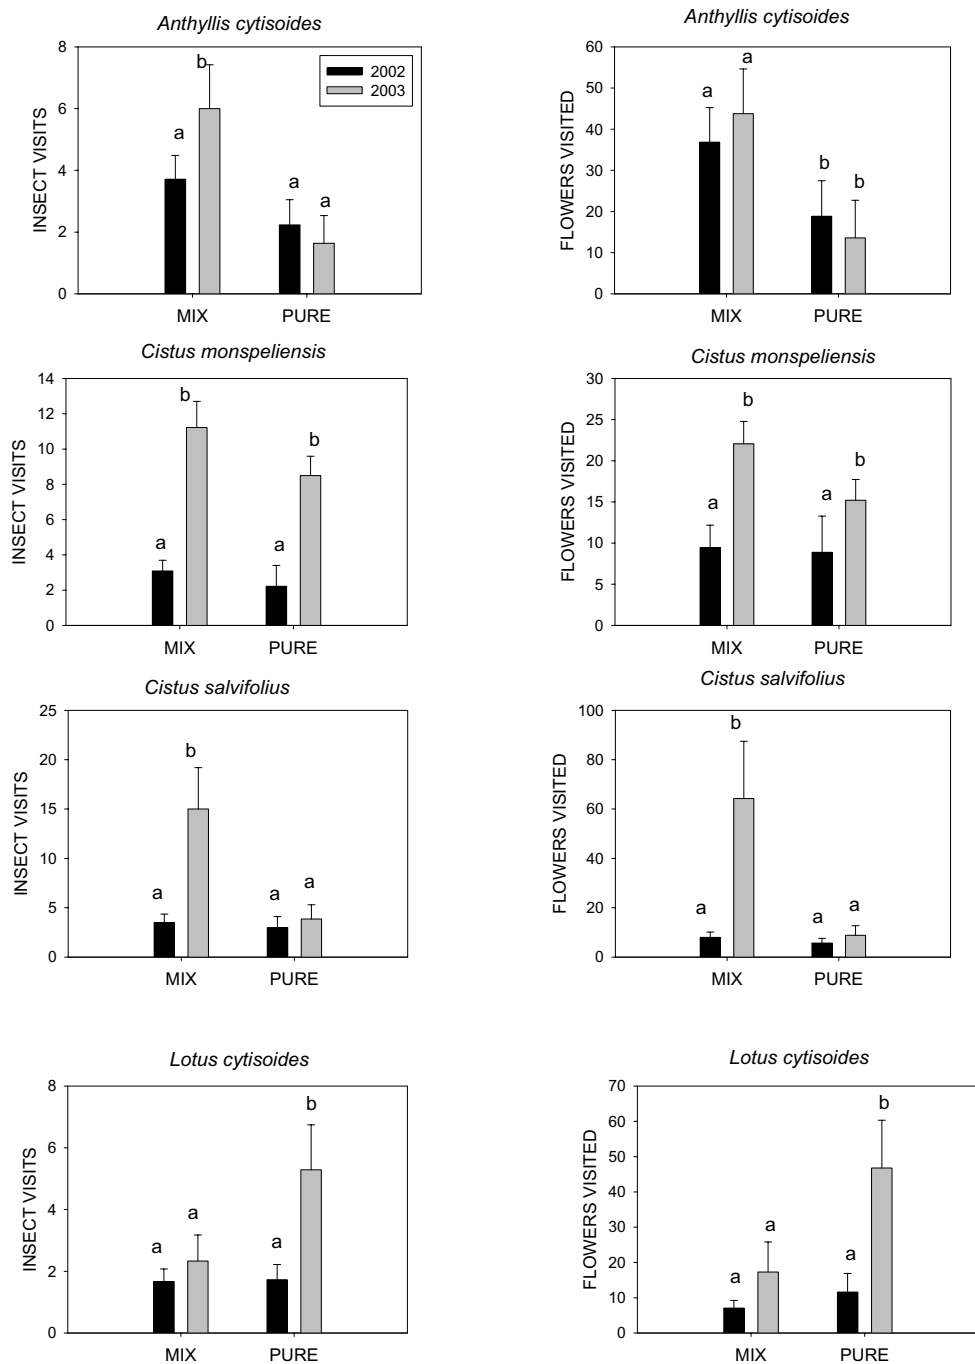 Anthyllis cytisoides
8
6
4
2
0
INSECT VISITS
a
b
a
a
2002
2003
MIX
PURE
Anthyllis cytisoides
60
50
40
30
20
10
0
FLOWERS VISITED
a
a
b
b
MIX
PURE
Cistus monspeliensis
14
12
10
8
6
4
2
0
INSECT VISITS
a
b
a
b
MIX
PURE
Cistus monspeliensis
30
25
20
15
10
5
0
FLOWERS VISITED
a
b
a
b
MIX
PURE
Cistus salvifolius
25
20
15
10
5
0
INSECT VISITS
a
b
a
a
MIX
PURE
Cistus salvifolius
100
80
60
40
20
0
FLOWERS VISITED
a
b
a
a
MIX
PURE
Lotus cytisoides
8
6
4
2
0
INSECT VISITS
a
a
a
b
MIX
PURE
Lotus cytisoides
70
60
50
40
30
20
10
0
FLOWERS VISITED
a
a
a
b
MIX
PURE